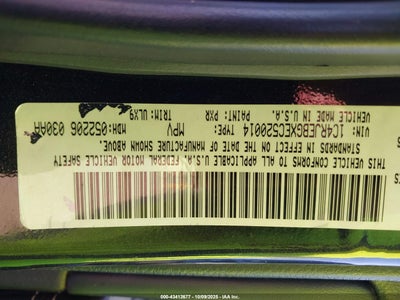 THIS VEHICLE CONFORMS TO ALL APPLICABLE U.S.A. FEDERAL MOTOR VEHICLE SAFETY
STANDARDS IN EFFECT ON THE DATE OF MANUFACTURE SHOWN ABOVE.
VIN: 1C4RJEBGXEC520014 TYPE: MPV MDH: 052206 030AA
VEHICLE MADE IN U.S.A. PAINT: PXR TRIM: ULX9
000-43412677 - 10/09/2025 - IAA Inc.